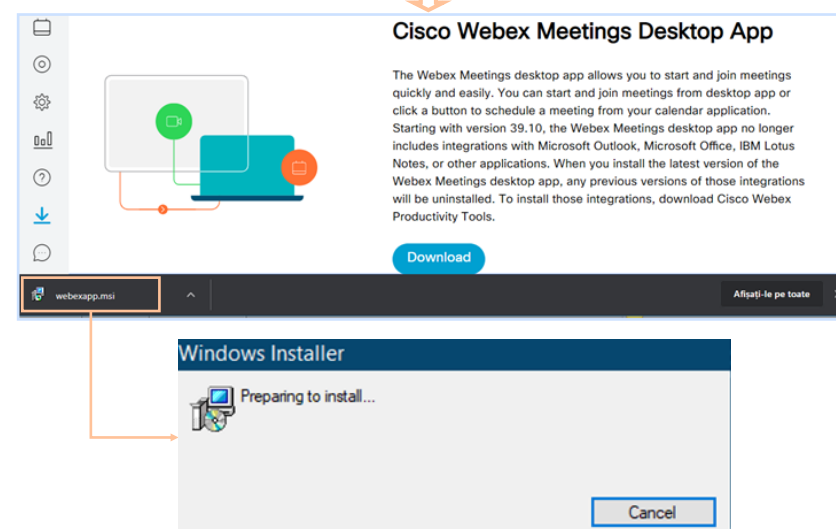 Cisco Webex Meetings Desktop App
The Webex Meetings desktop app allows you to start and join meetings
quickly and easily. You can start and join meetings from desktop app or
click a button to schedule a meeting from your calendar application.
Starting with version 39.10, the Webex Meetings desktop app no longer
includes integrations with Microsoft Outlook, Microsoft Office, IBM Lotus
Notes, or other applications. When you install the latest version of the
Webex Meetings desktop app, any previous versions of those integrations
will be uninstalled. To install those integrations, download Cisco Webex
Productivity Tools.
Download
webexapp.msi
Afișați-le pe toate
Windows Installer
Preparing to install...
Cancel